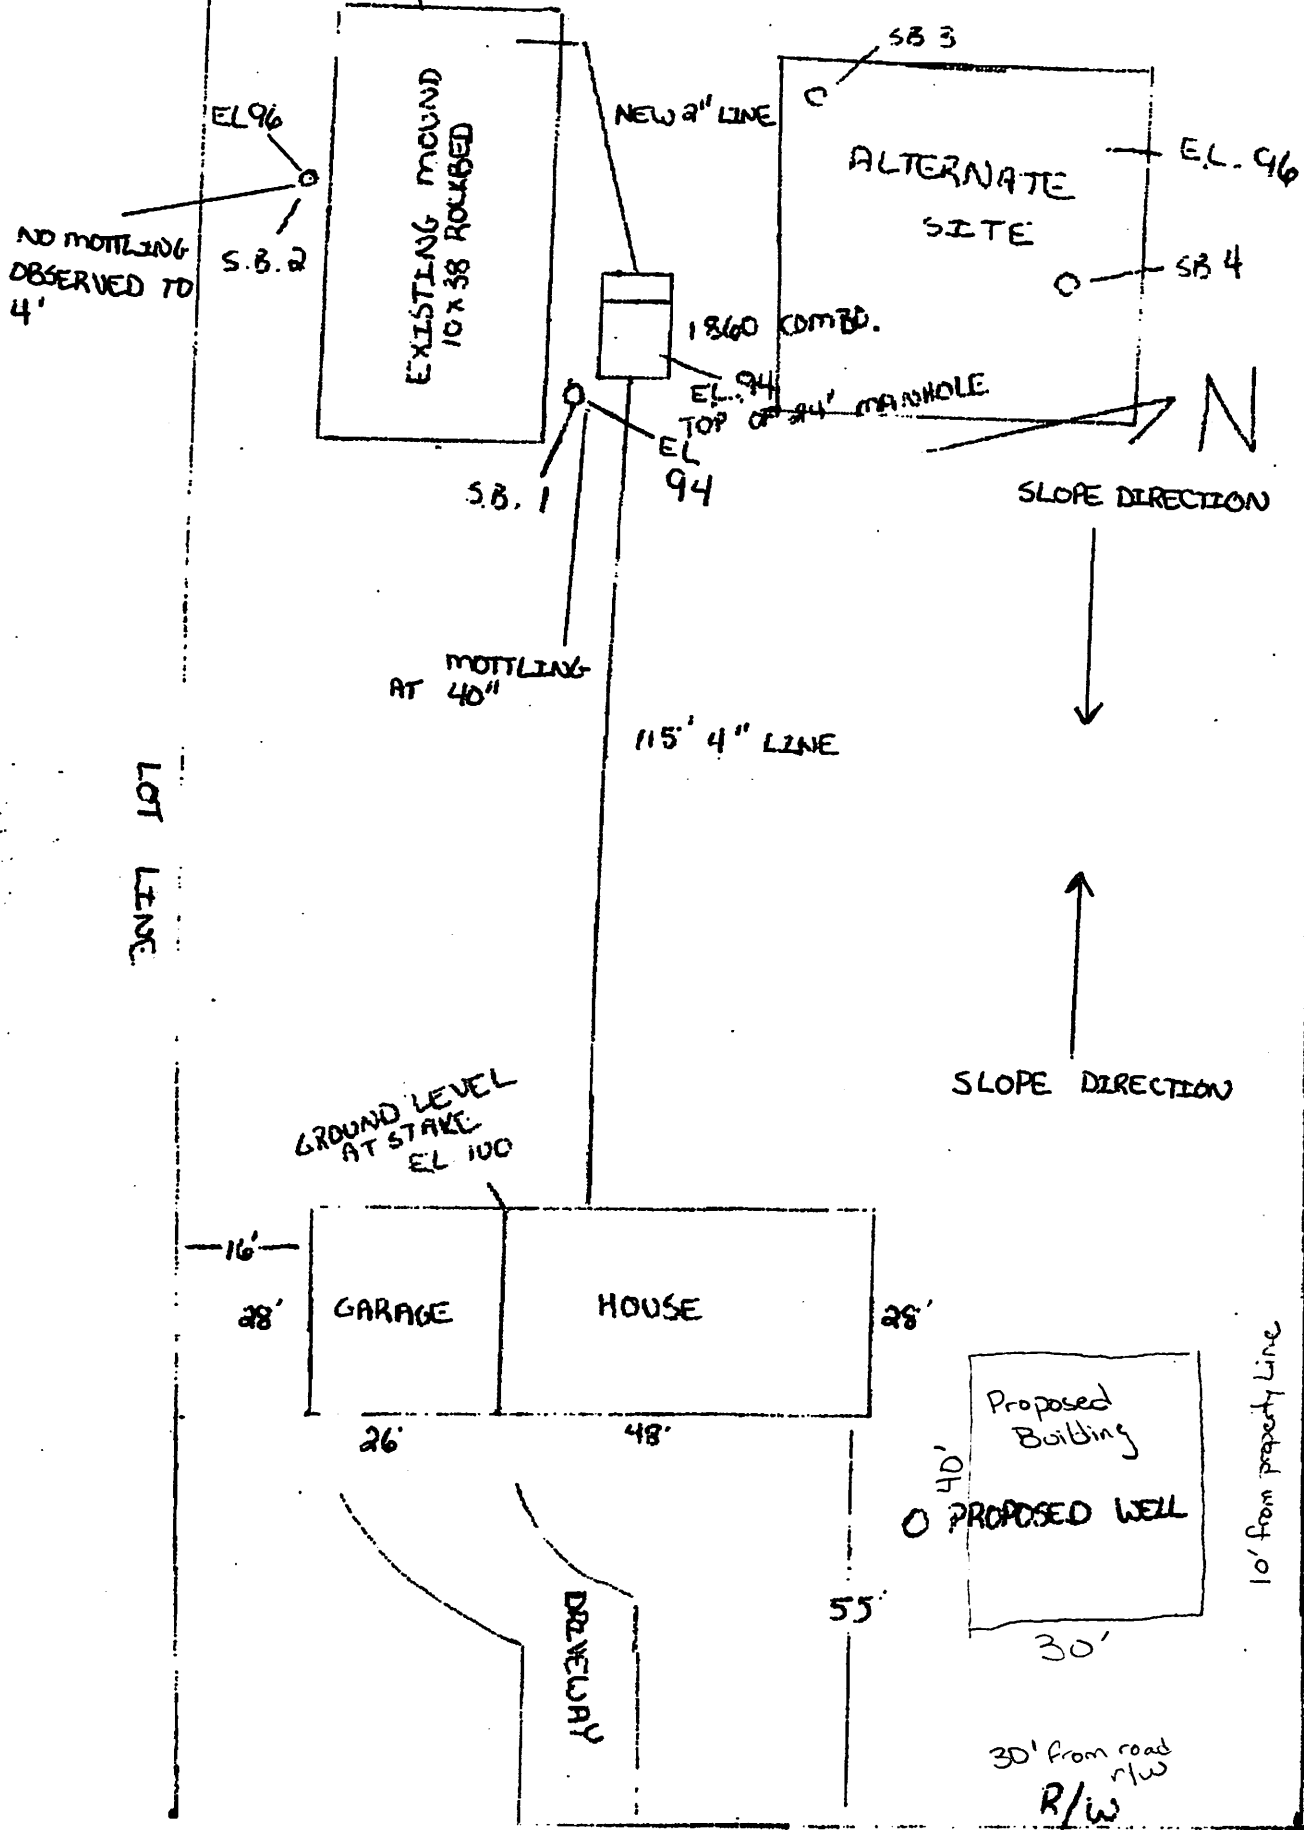 SB 3
EL 96
NEW 2" LINE
EXISTING MOUND
10 x 38 ROCKBED
ALTERNATE
SITE
E.L. 96
NO MOTTLING
OBSERVED TO
4'
S.B. 2
SB 4
1860 COMBO.
EL. 94
TOP OF 24" MANHOLE
N
EL
94
S.B. 1
SLOPE DIRECTION
MOTTLING
AT 40"
115' 4" LINE
LOT LINE
SLOPE DIRECTION
GROUND LEVEL
AT STAKE
EL 100
16'
28'
GARAGE
HOUSE
28'
26'
48'
Proposed
Building
40'
10' from property Line
PROPOSED WELL
DRIVEWAY
55'
30'
30' from road
r/w
R/W